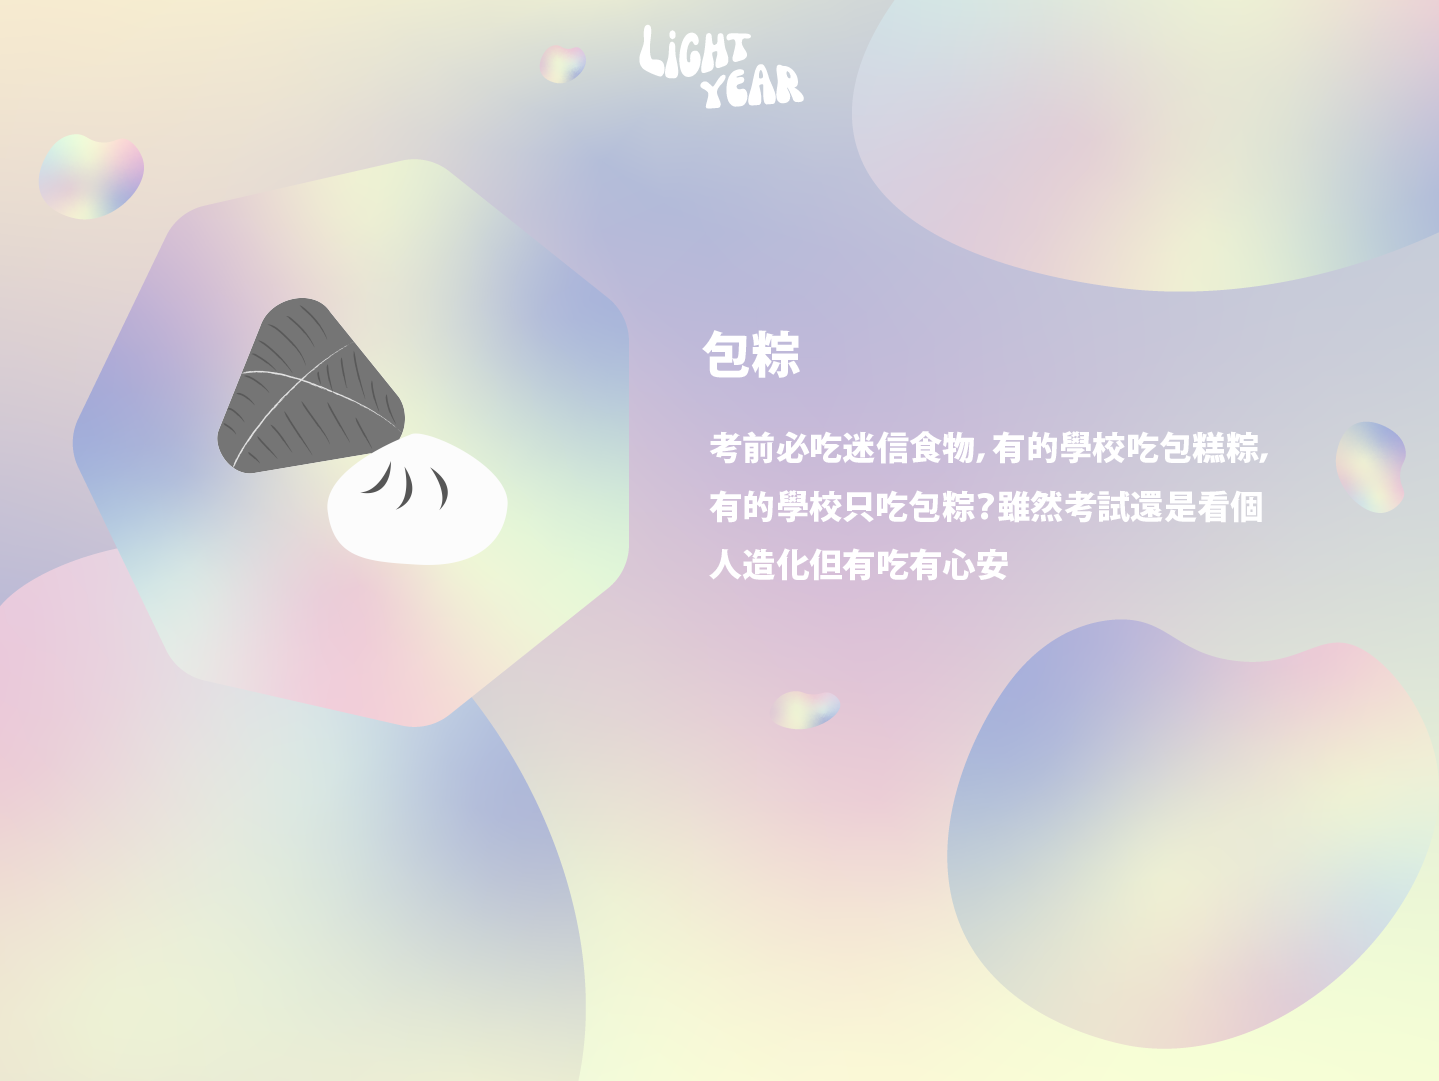 LiGHT
YEAR
包粽
考前必吃迷信食物,有的學校吃包糕粽,
有的學校只吃包粽?雖然考試還是看個
人造化但有吃有心安